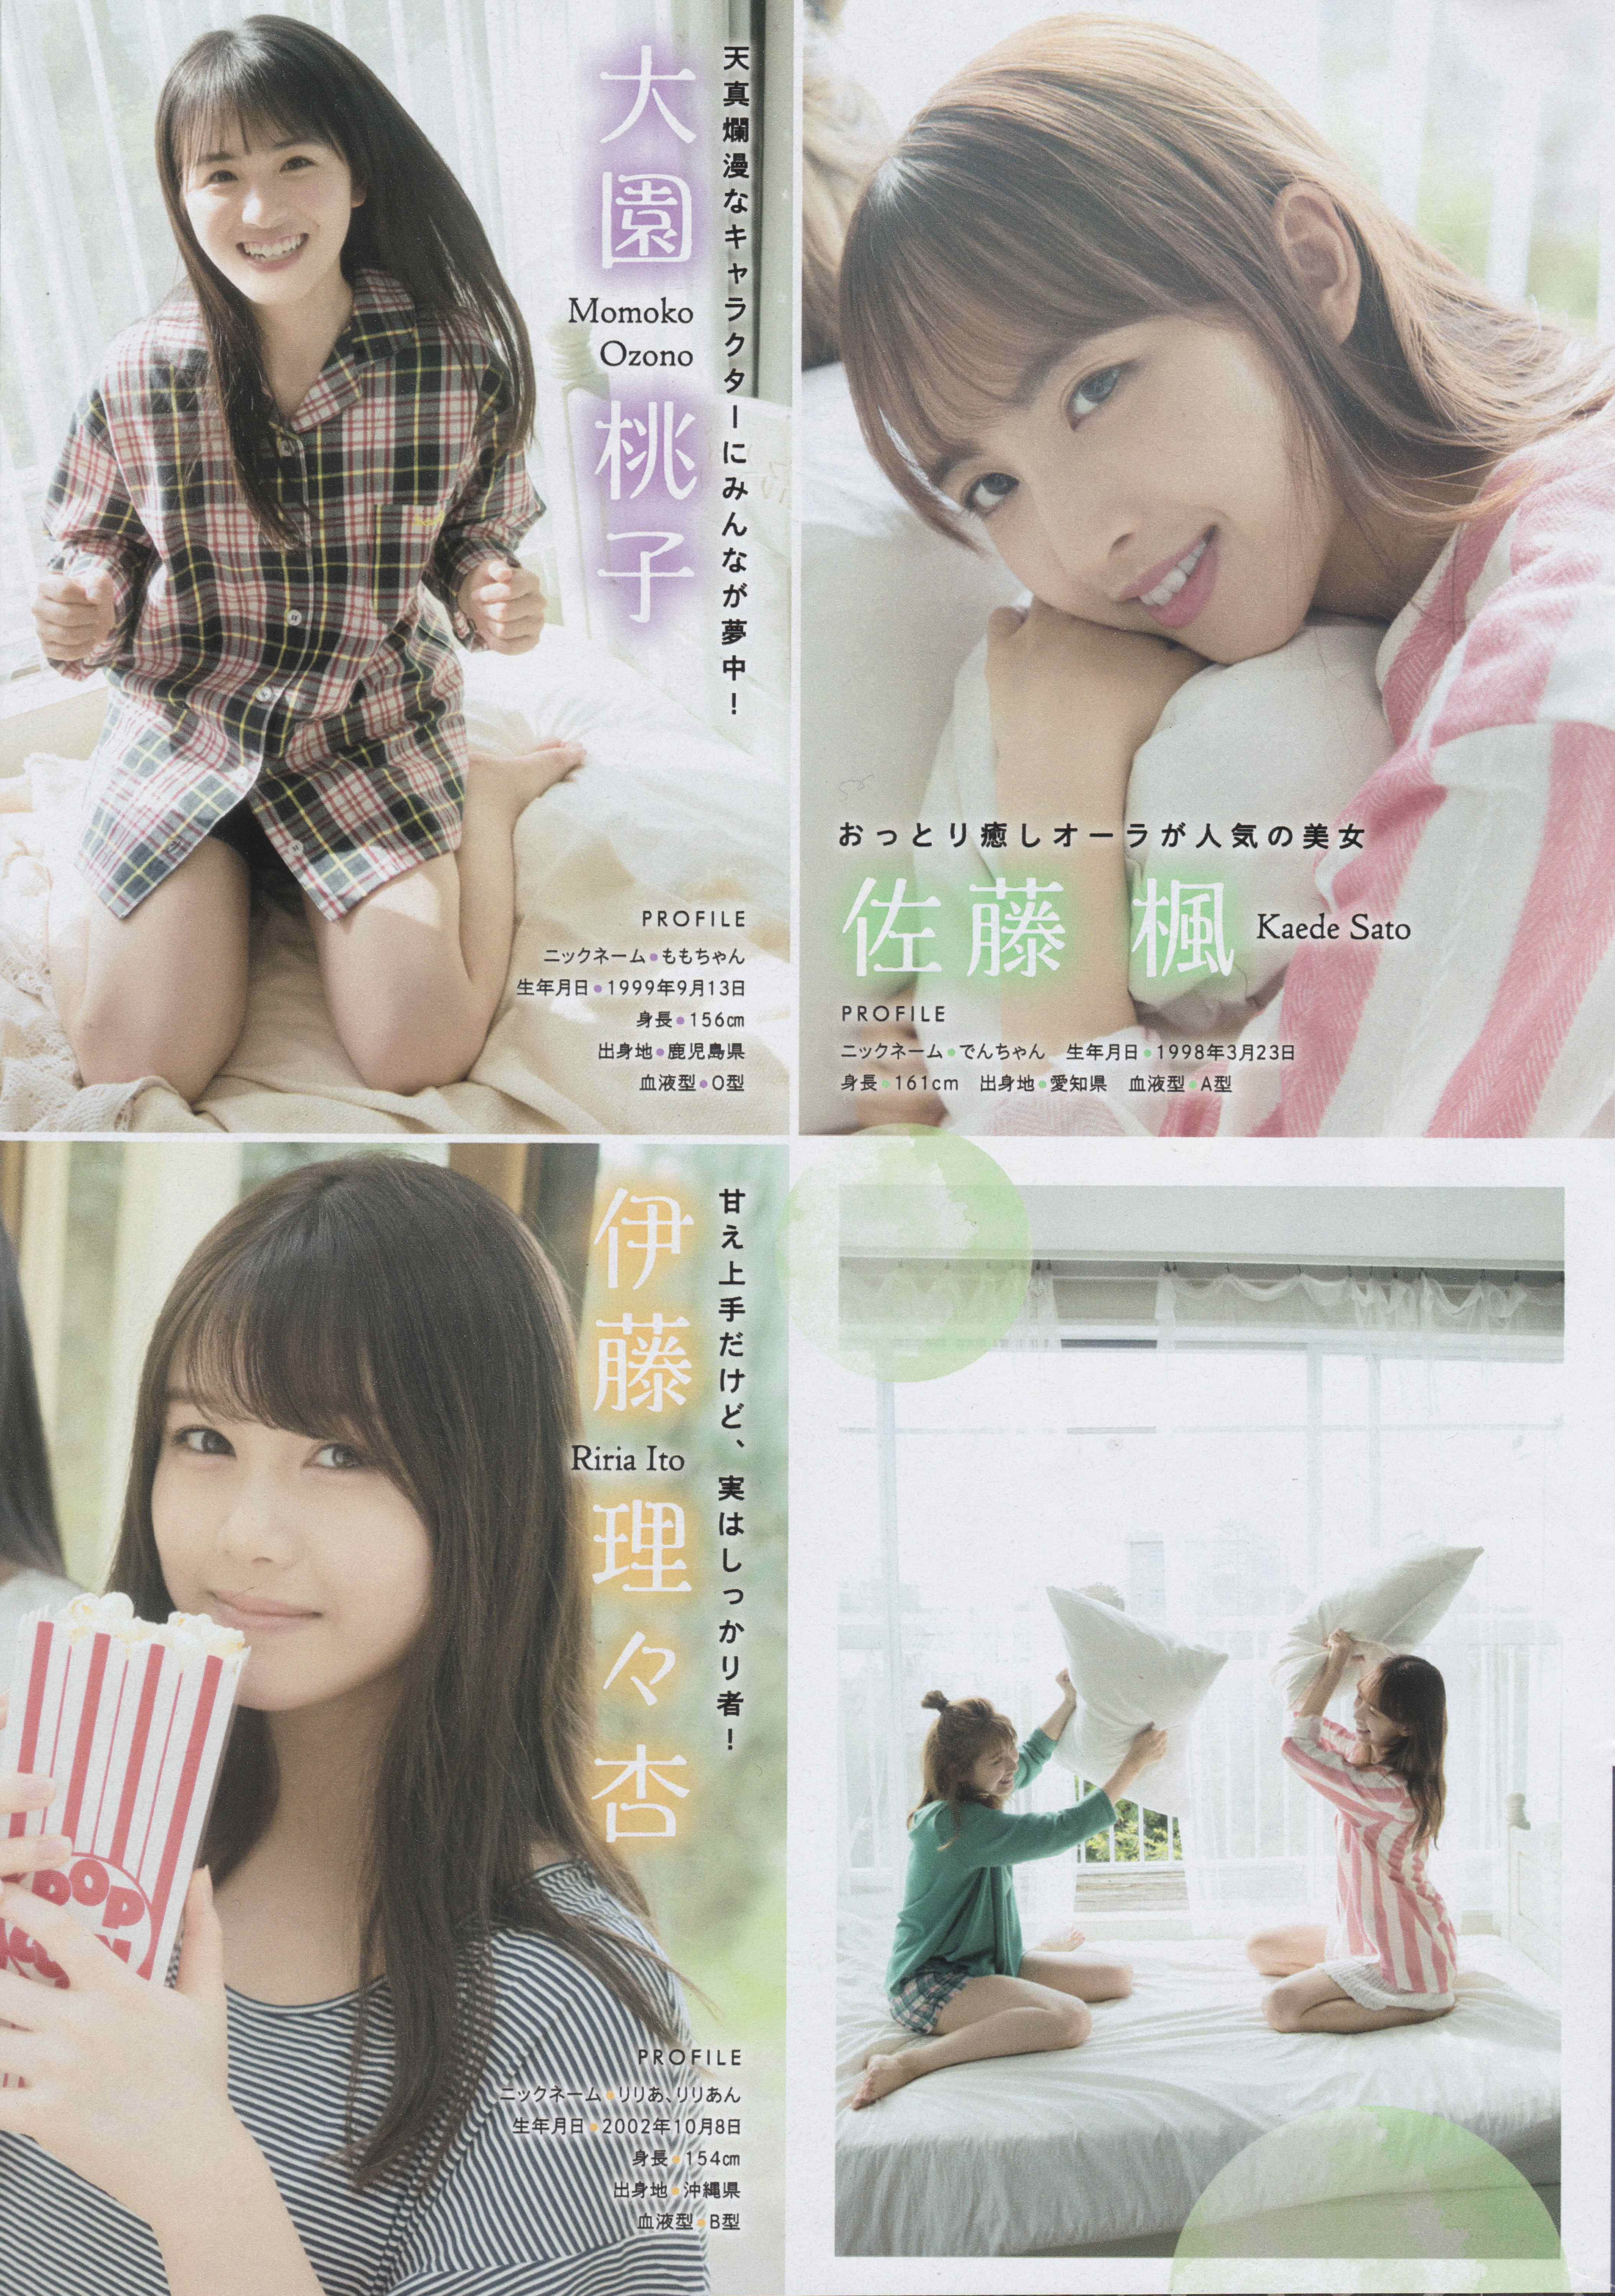 天真爛漫なキャラクターにみんなが夢中！
大園桃子
Momoko
Ozono
PROFILE
ニックネーム●ももちゃん
生年月日●1999年9月13日
身長●156㎝
出身地●鹿児島県
血液型●O型
おっとり癒しオーラが人気の美女
佐藤 楓
Kaede Sato
PROFILE
ニックネーム●でんちゃん 生年月日●1998年3月23日
身長●161cm 出身地●愛知県 血液型●A型
甘え上手だけど、実はしっかり者！
伊藤理々杏
Riria Ito
POP
PROFILE
ニックネーム●りりあ、りりあん
生年月日●2002年10月8日
身長●154㎝
出身地●沖縄県
血液型●B型